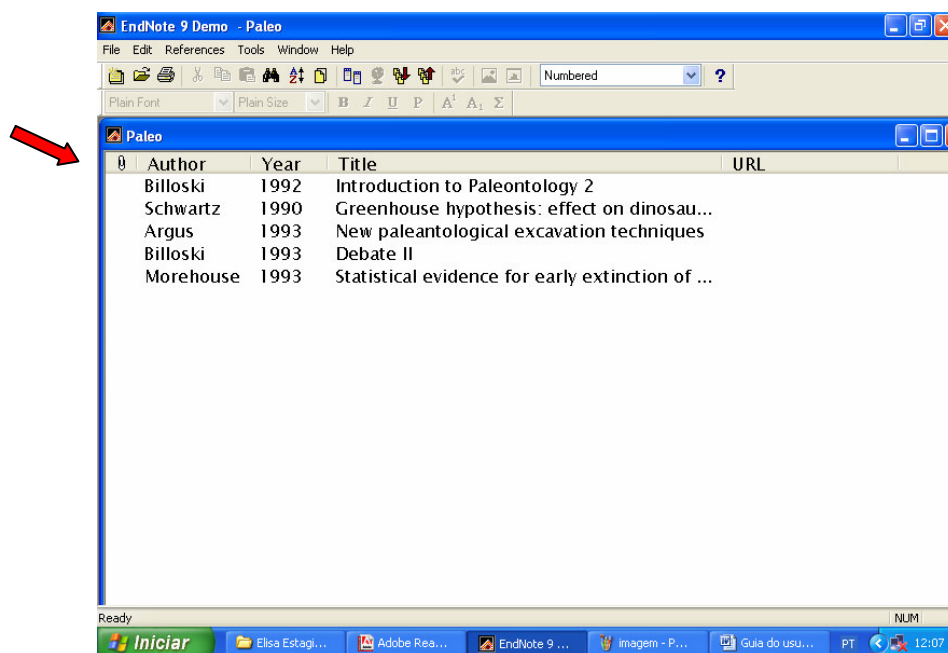 EndNote 9 Demo - Paleo
File Edit References Tools Window Help
Numbered ?
Plain Font Plain Size B I U P A¹ A₁ Σ
Paleo
Author Year Title URL
Billoski 1992 Introduction to Paleontology 2
Schwartz 1990 Greenhouse hypothesis: effect on dinosau...
Argus 1993 New paleantological excavation techniques
Billoski 1993 Debate II
Morehouse 1993 Statistical evidence for early extinction of ...
Ready NUM
Iniciar Elisa Estagi... Adobe Rea... EndNote 9 ... imagem - P... Guia do usu... PT 12:07